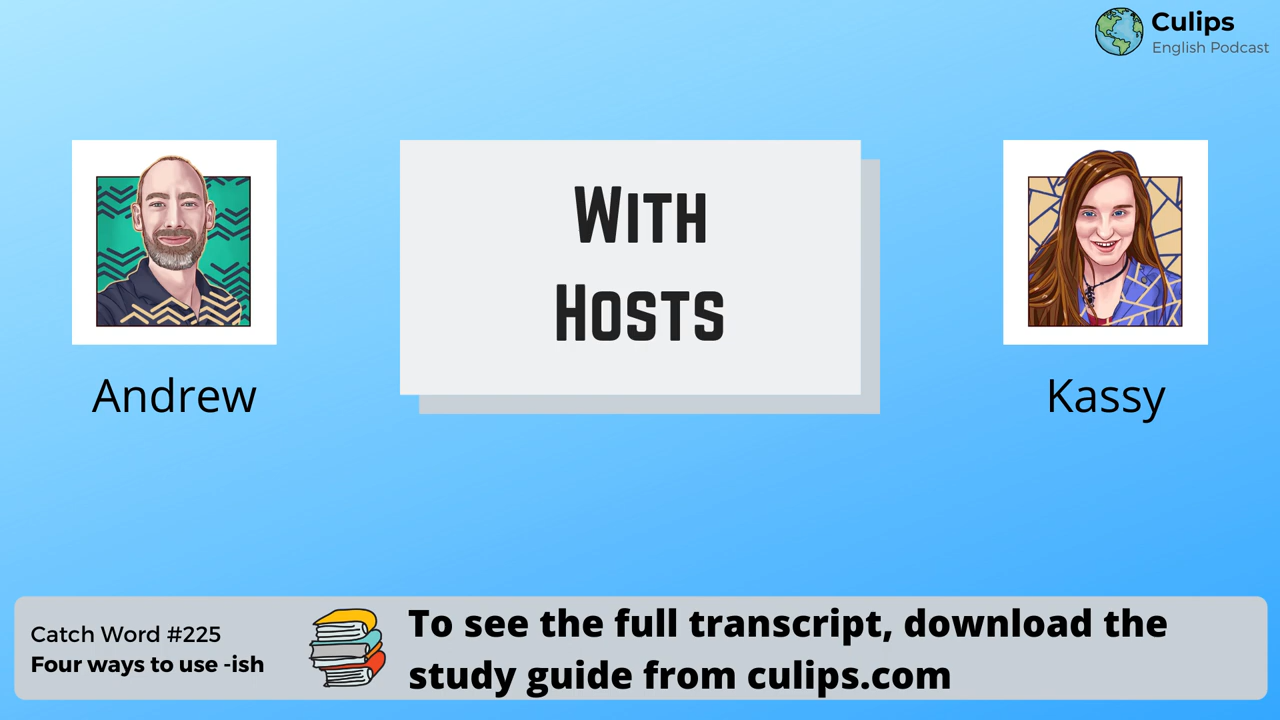 Culips
English Podcast
With
Hosts
Andrew
Kassy
Catch Word #225
Four ways to use -ish
To see the full transcript, download the
study guide from culips.com